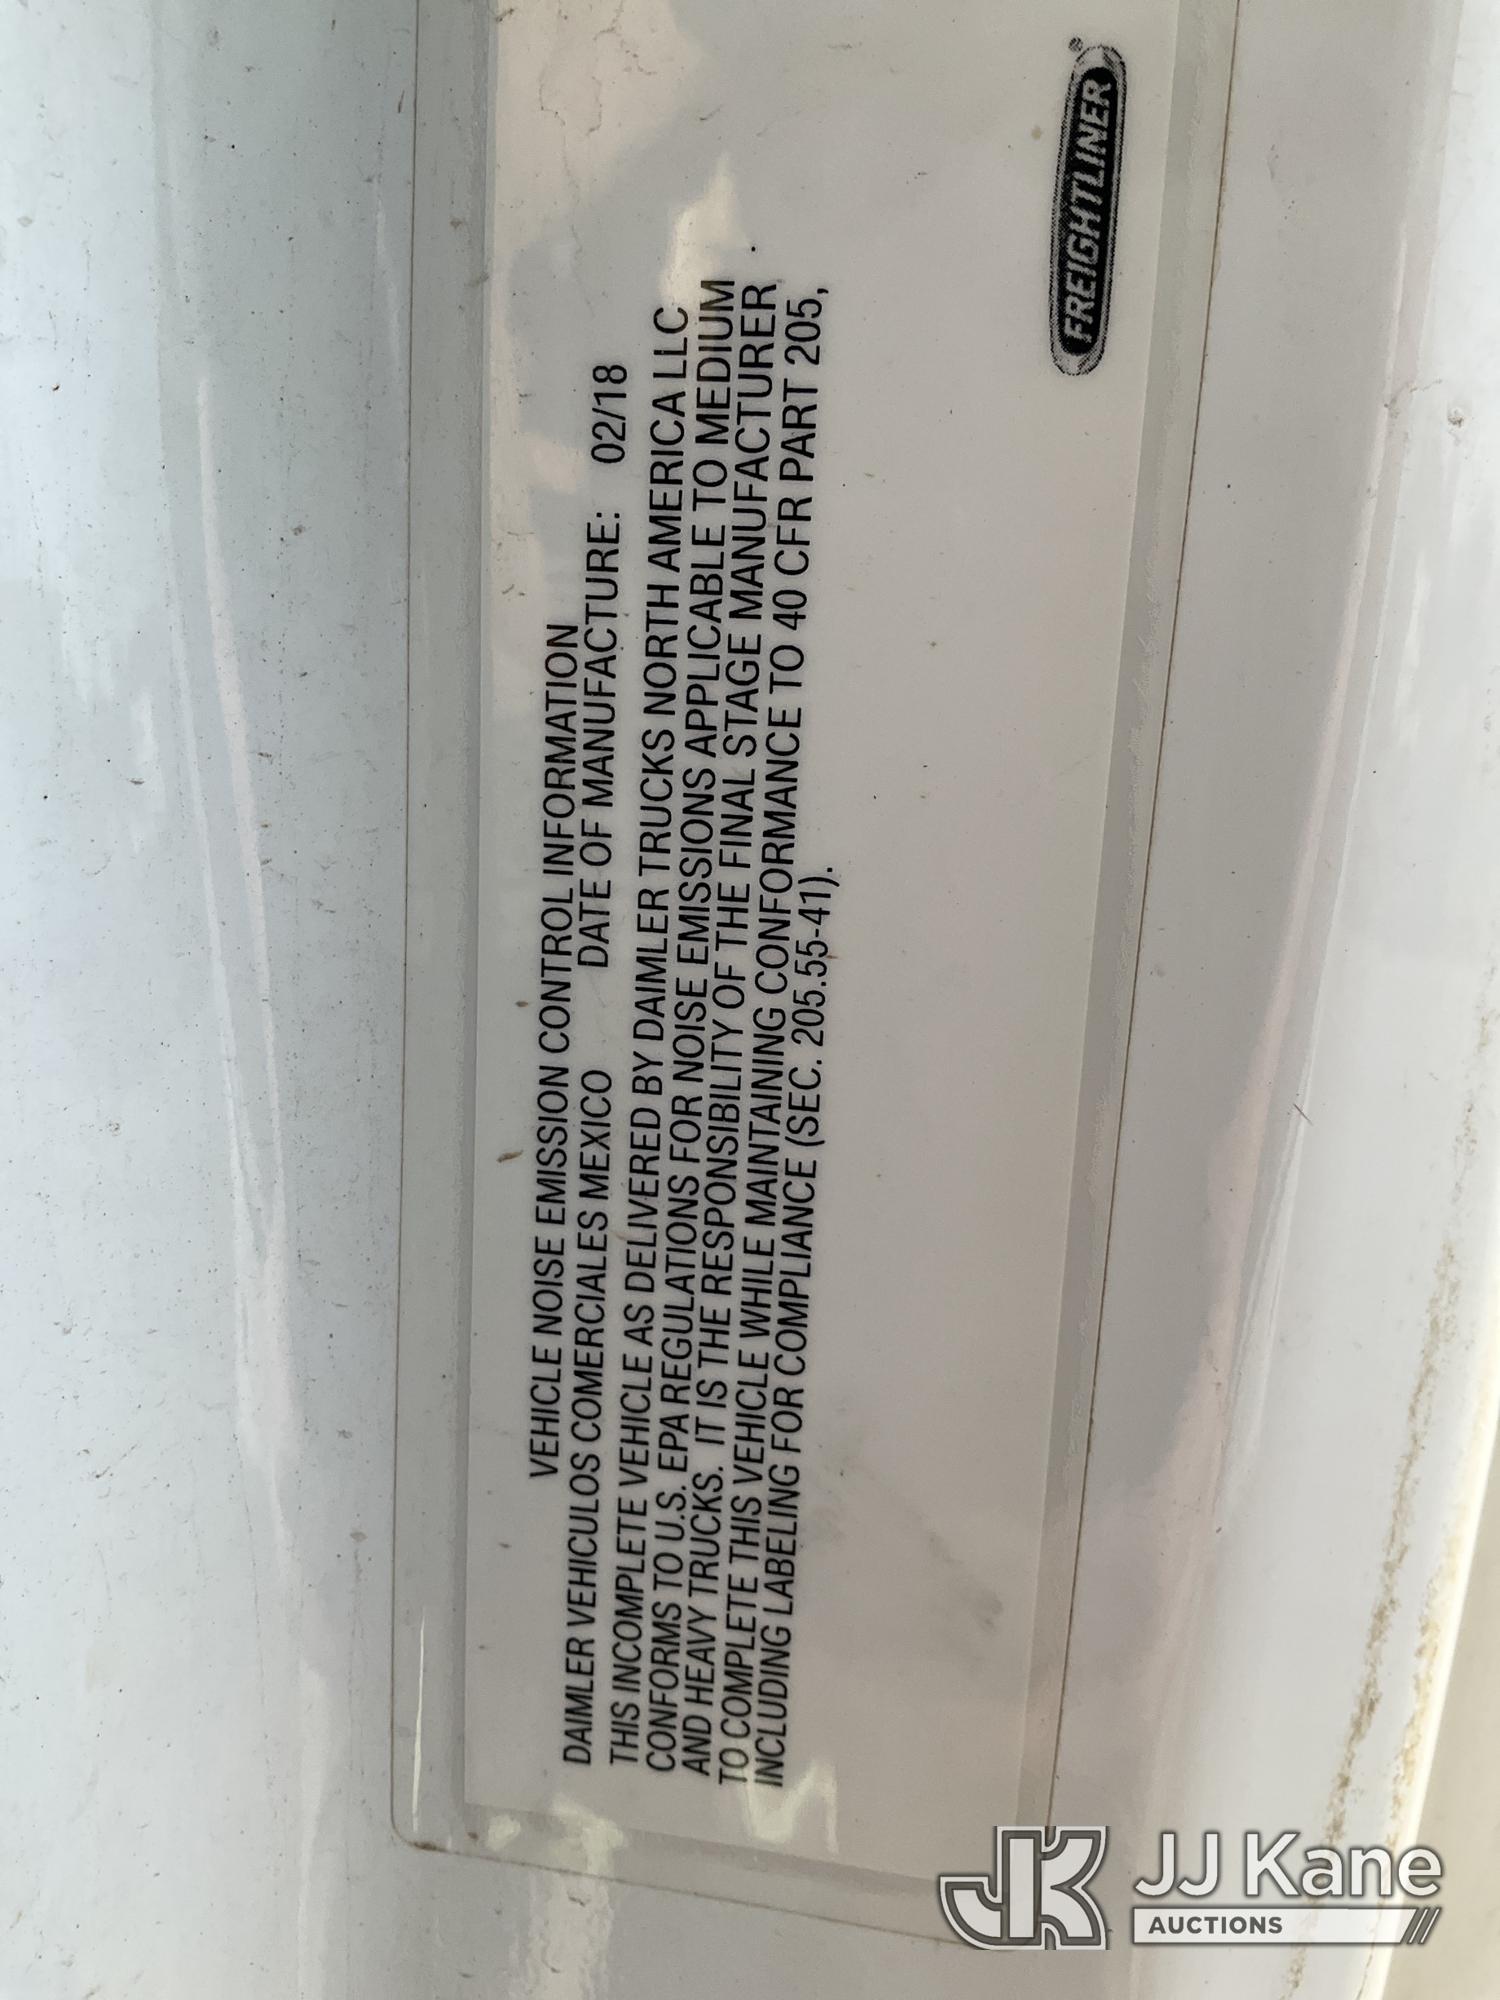 VEHICLE NOISE EMISSION CONTROL INFORMATION
DAIMLER VEHICULOS COMERCIALES MEXICO DATE OF MANUFACTURE: 02/18
THIS INCOMPLETE VEHICLE AS DELIVERED BY DAIMLER TRUCKS NORTH AMERICA LLC
CONFORMS TO U.S. EPA REGULATIONS FOR NOISE EMISSIONS APPLICABLE TO MEDIUM
AND HEAVY TRUCKS. IT IS THE RESPONSIBILITY OF THE FINAL STAGE MANUFACTURER
TO COMPLETE THIS VEHICLE WHILE MAINTAINING CONFORMANCE TO 40 CFR PART 205,
INCLUDING LABELING FOR COMPLIANCE (SEC. 205.55-41).
FREIGHTLINER®
JK JJ Kane
AUCTIONS